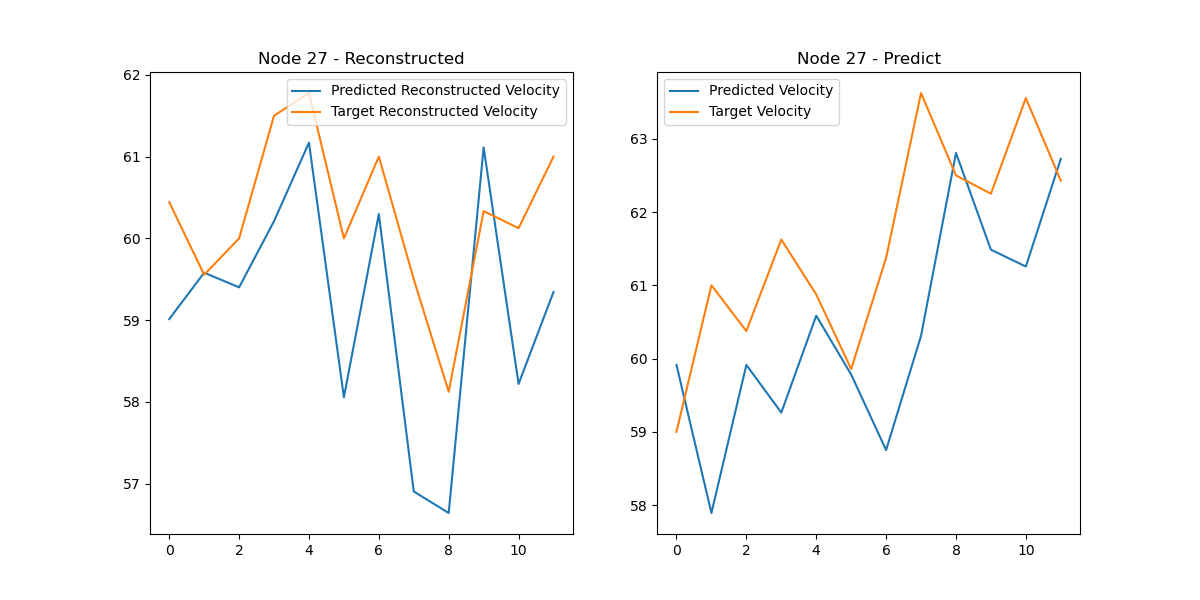 Node 27 - Reconstructed
62
61
60
59
58
57
0 2 4 6 8 10
Predicted Reconstructed Velocity
Target Reconstructed Velocity
Node 27 - Predict
63
62
61
60
59
58
0 2 4 6 8 10
Predicted Velocity
Target Velocity